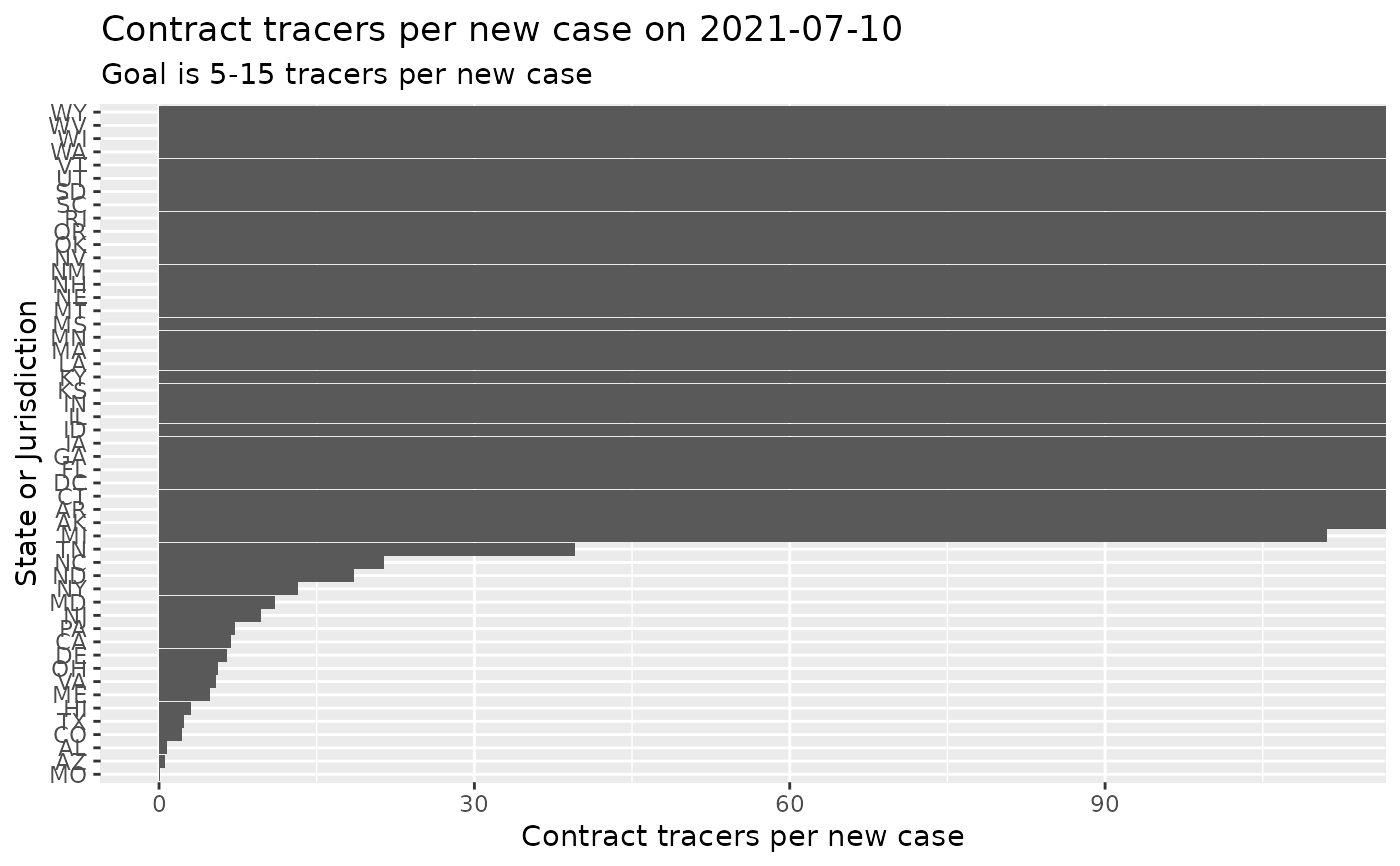 Contract tracers per new case on 2021-07-10
Goal is 5-15 tracers per new case
State or Jurisdiction
WY
WV
WI
WA
VT
UT
SD
SC
RI
OR
OK
NV
NM
NH
NE
MT
MS
MN
MA
LA
KY
KS
IN
IL
ID
IA
GA
FL
DC
CT
AR
AK
MI
TN
NC
ND
NY
MD
NJ
PA
CA
DE
OH
VA
ME
HI
TX
CO
AL
AZ
MO
0 30 60 90
Contract tracers per new case